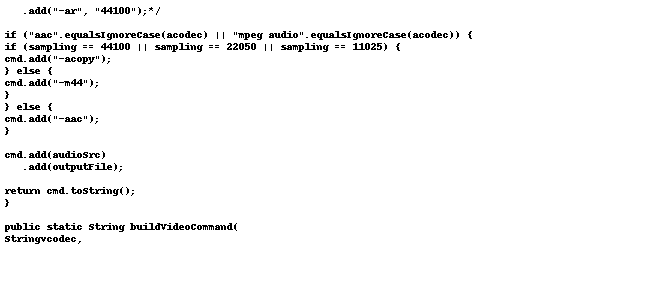 .add("-ar", "44100");*/
if ("aac".equalsIgnoreCase(acodec) || "mpeg audio".equalsIgnoreCase(acodec)) {
if (sampling == 44100 || sampling == 22050 || sampling == 11025) {
cmd.add("-acopy");
} else {
cmd.add("-m44");
}
} else {
cmd.add("-aac");
}
cmd.add(audioSrc)
.add(outputFile);
return cmd.toString();
}
public static String buildVideoCommand(
Stringvcodec,